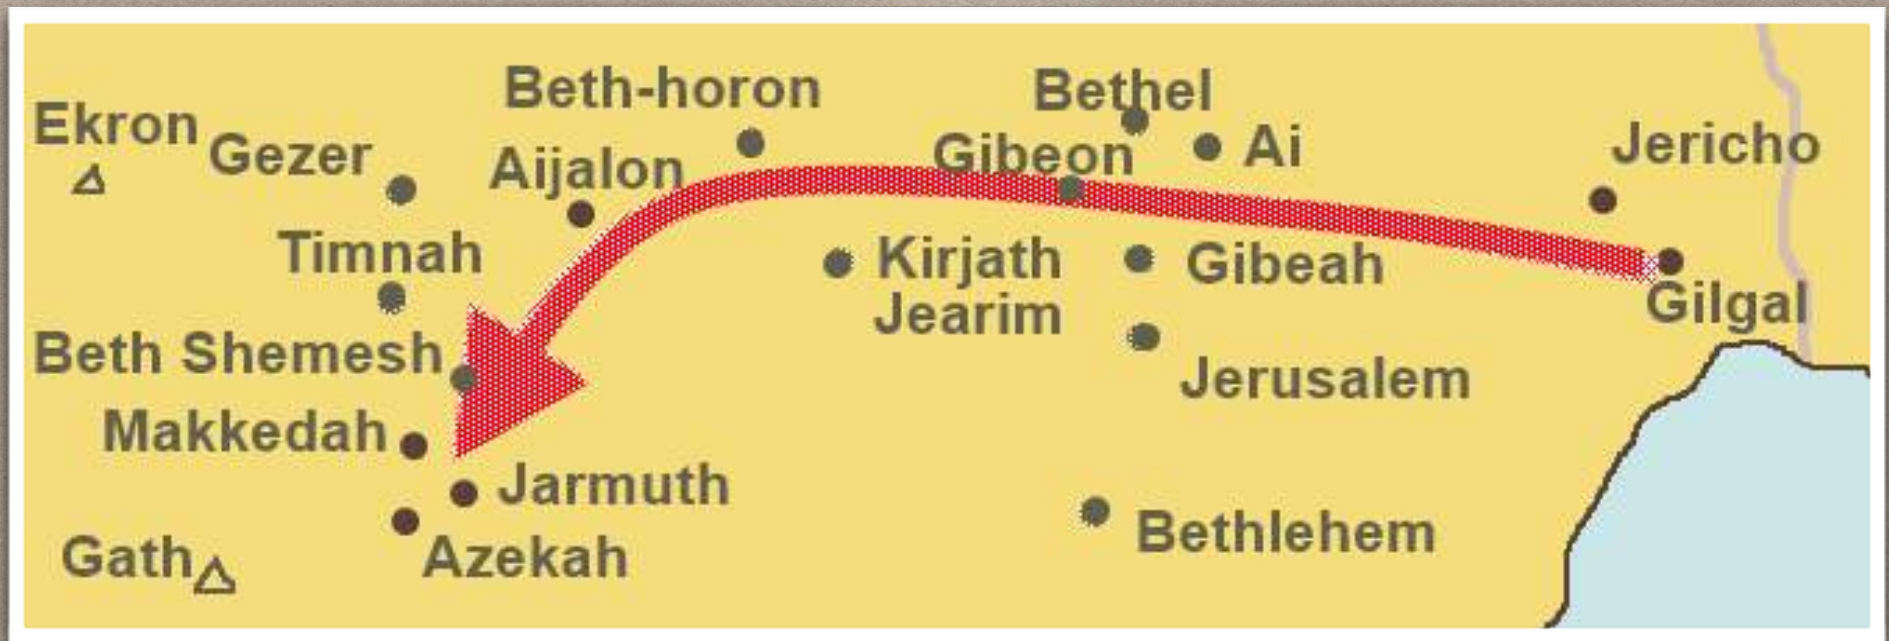 Beth-horon
Bethel
Ekron
Gezer
Aijalon
Gibeon
Ai
Jericho
Timnah
Kirjath
Jearim
Gibeah
Gilgal
Beth Shemesh
Jerusalem
Makkedah
Jarmuth
Bethlehem
Gath
Azekah